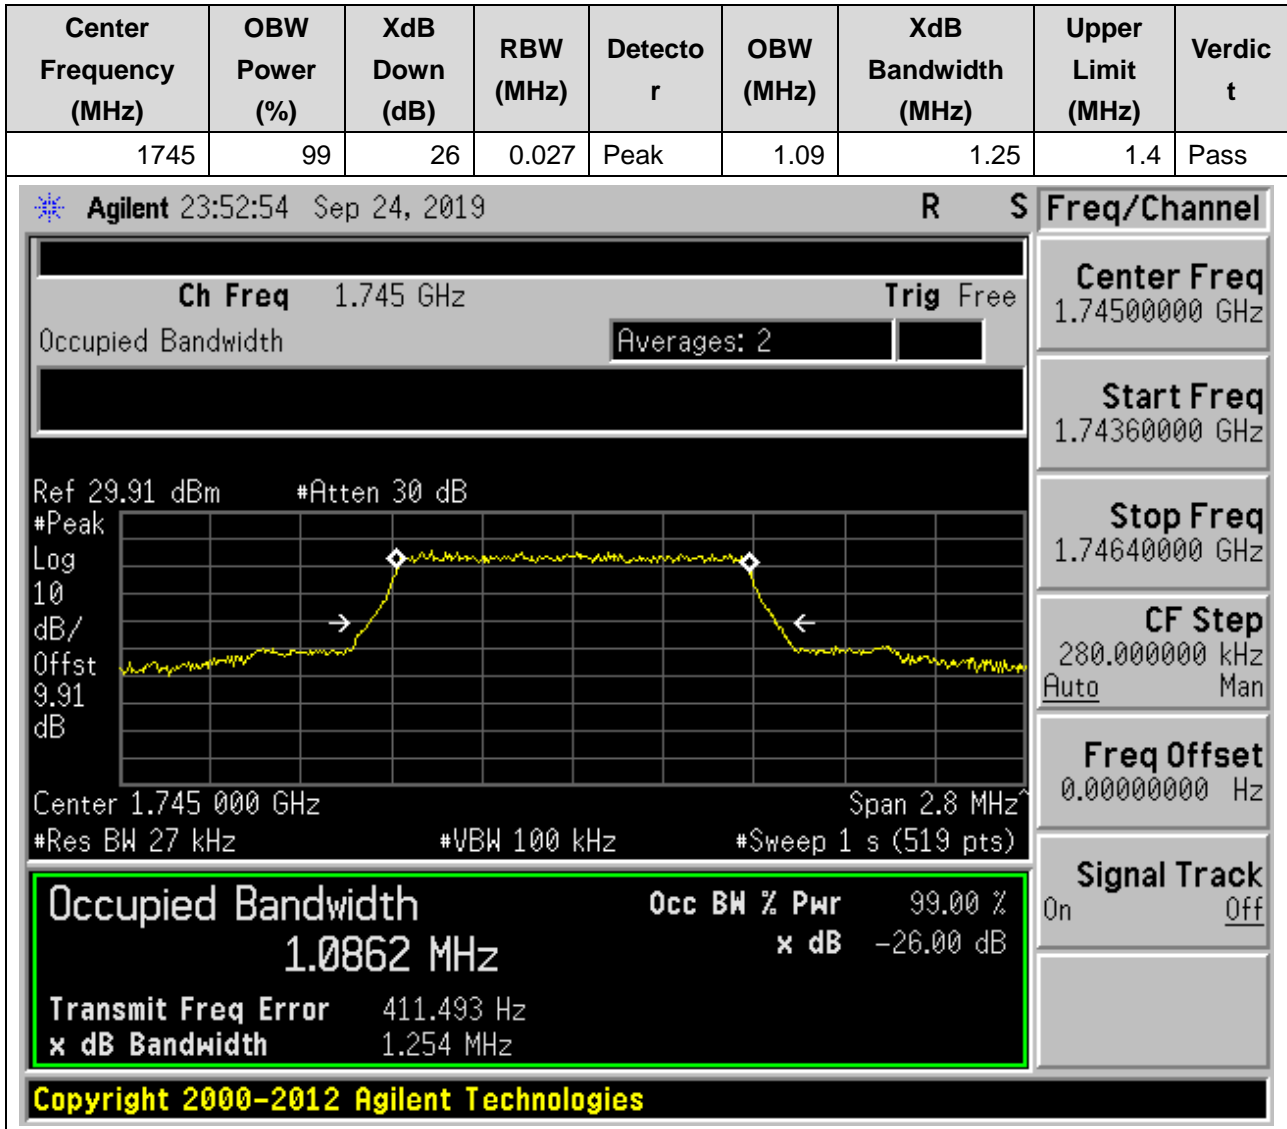 Center Frequency (MHz) OBW Power (%) XdB Down (dB) RBW (MHz) Detecto r OBW (MHz) XdB Bandwidth (MHz) Upper Limit (MHz) Verdic t
1745 99 26 0.027 Peak 1.09 1.25 1.4 Pass
Agilent 23:52:54 Sep 24, 2019 R S
Ch Freq 1.745 GHz Trig Free
Occupied Bandwidth Averages: 2
Ref 29.91 dBm #Atten 30 dB
#Peak
Log
10
dB/
Offst
9.91
dB
Center 1.745 000 GHz Span 2.8 MHz^
#Res BW 27 kHz #VBW 100 kHz #Sweep 1 s (519 pts)
Occupied Bandwidth Occ BW % Pwr 99.00 %
1.0862 MHz x dB -26.00 dB
Transmit Freq Error 411.493 Hz
x dB Bandwidth 1.254 MHz
Copyright 2000-2012 Agilent Technologies
Freq/Channel
Center Freq
1.74500000 GHz
Start Freq
1.74360000 GHz
Stop Freq
1.74640000 GHz
CF Step
280.000000 kHz
Auto Man
Freq Offset
0.00000000 Hz
Signal Track
On Off